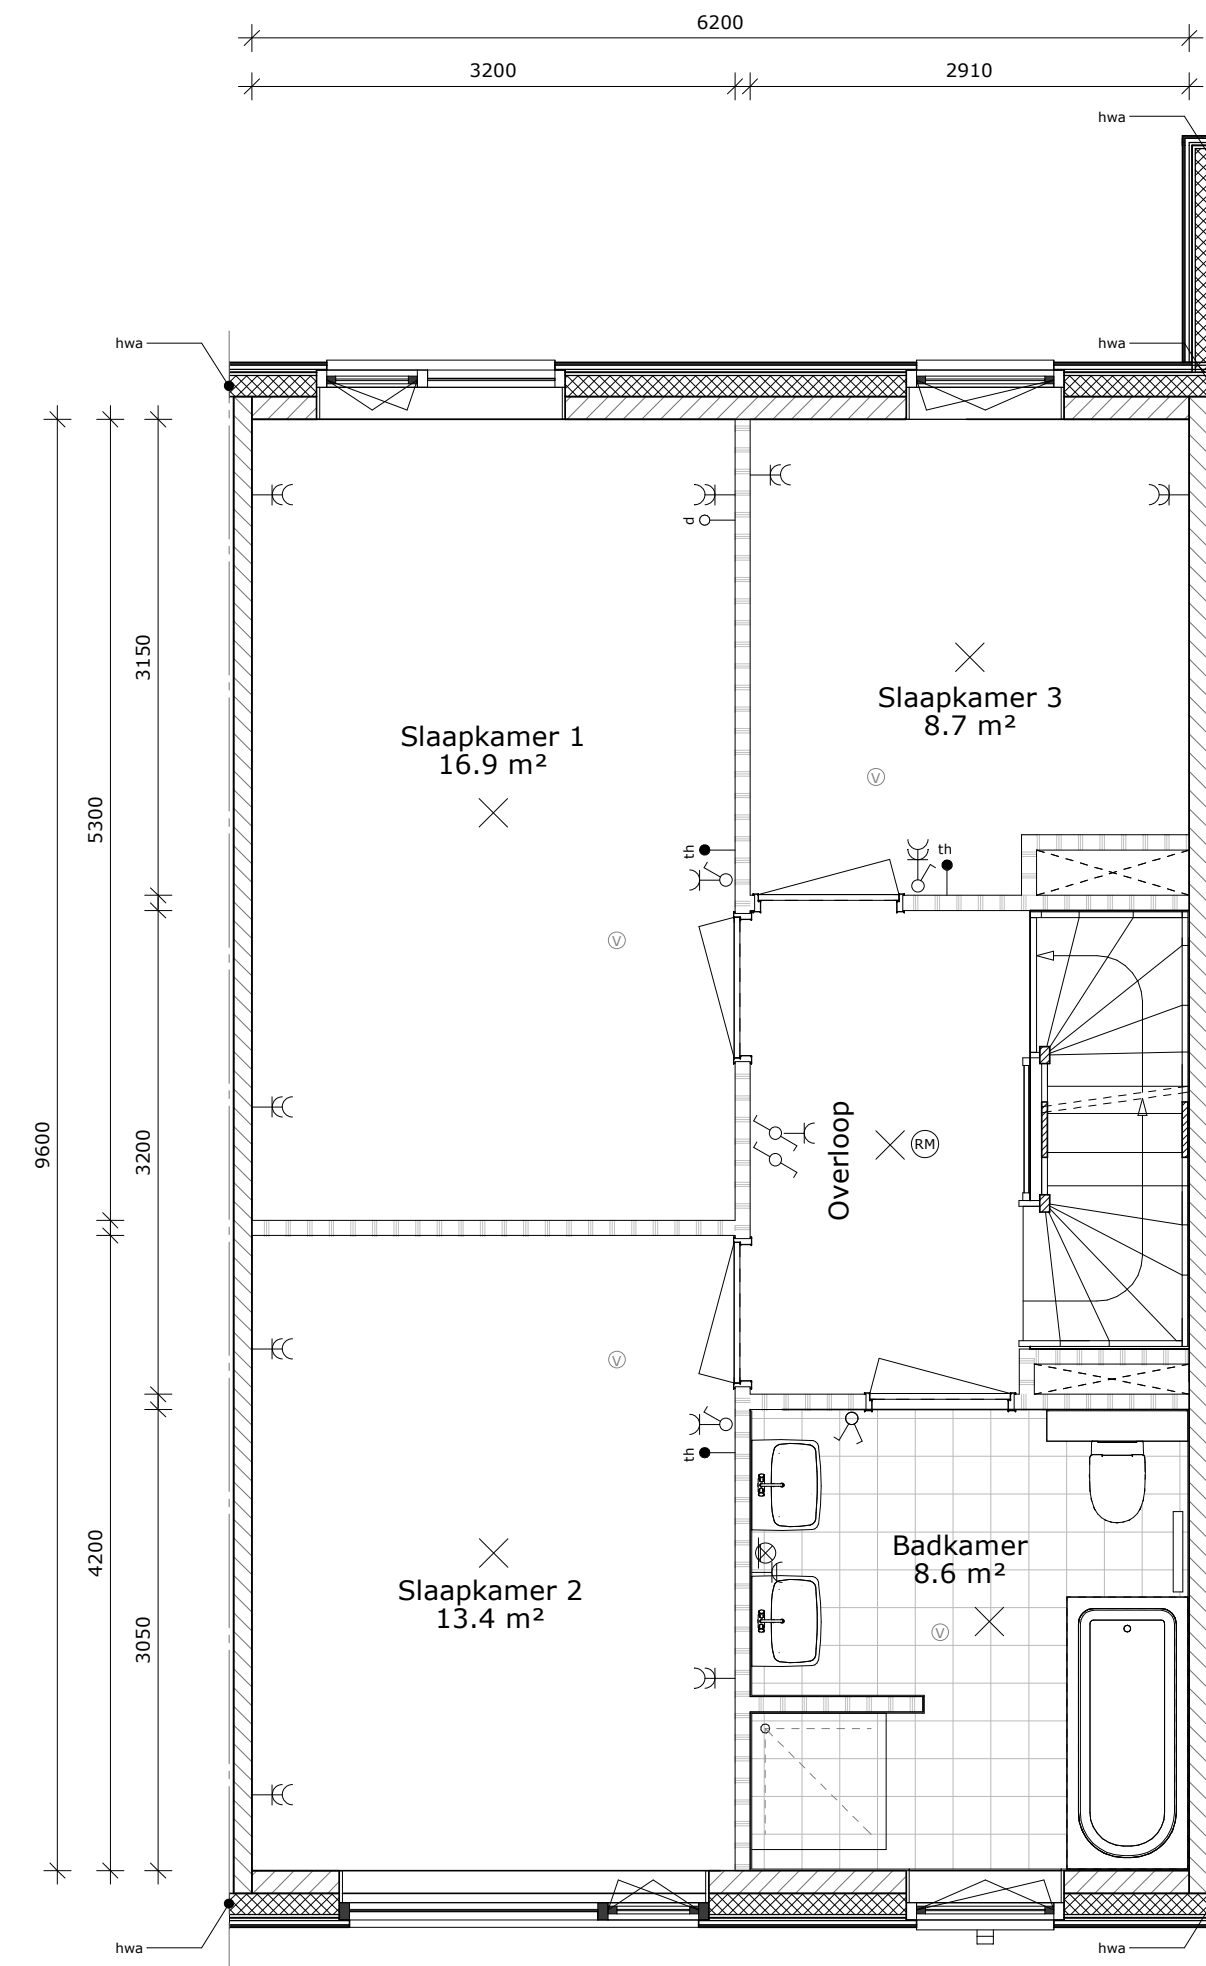 6200
3200
2910
hwa
hwa
hwa
d
3150
Slaapkamer 3
8.7 m²
Slaapkamer 1
16.9 m²
V
5300
th
th
V
9600
3200
Overloop
RM
V
th
4200
Badkamer
8.6 m²
Slaapkamer 2
13.4 m²
V
3050
hwa
hwa